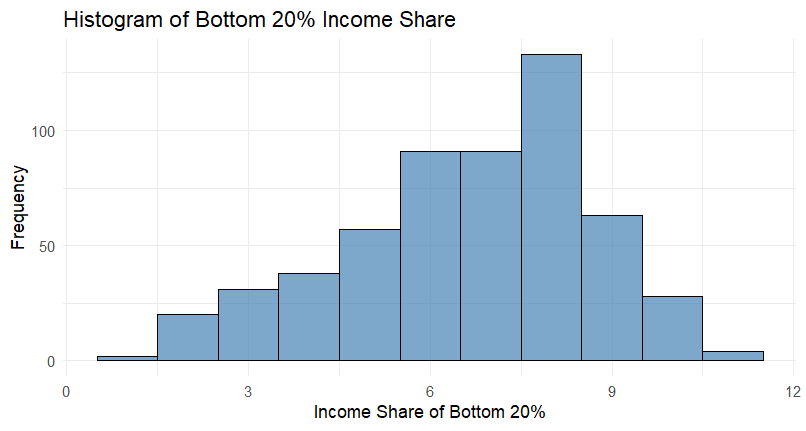 Histogram of Bottom 20% Income Share
Frequency
100
50
0
0 3 6 9 12
Income Share of Bottom 20%